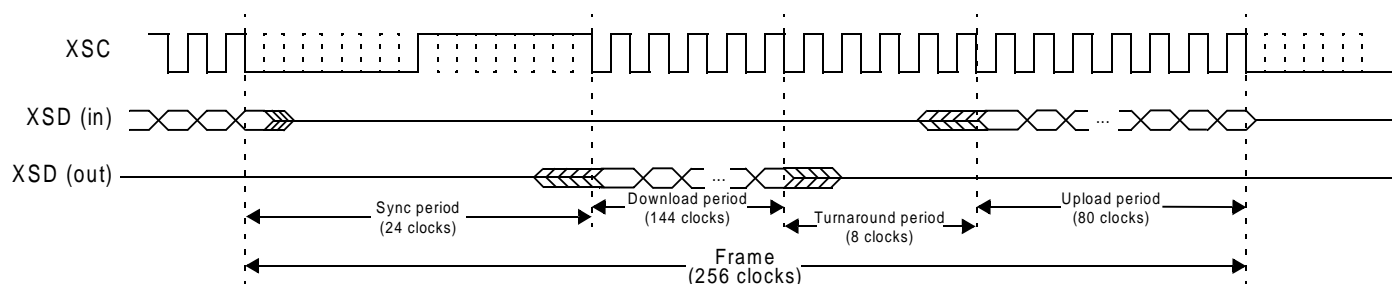 XSC
XSD (in)
...
XSD (out)
...
Sync period
(24 clocks)
Download period
(144 clocks)
Turnaround period
(8 clocks)
Upload period
(80 clocks)
Frame
(256 clocks)